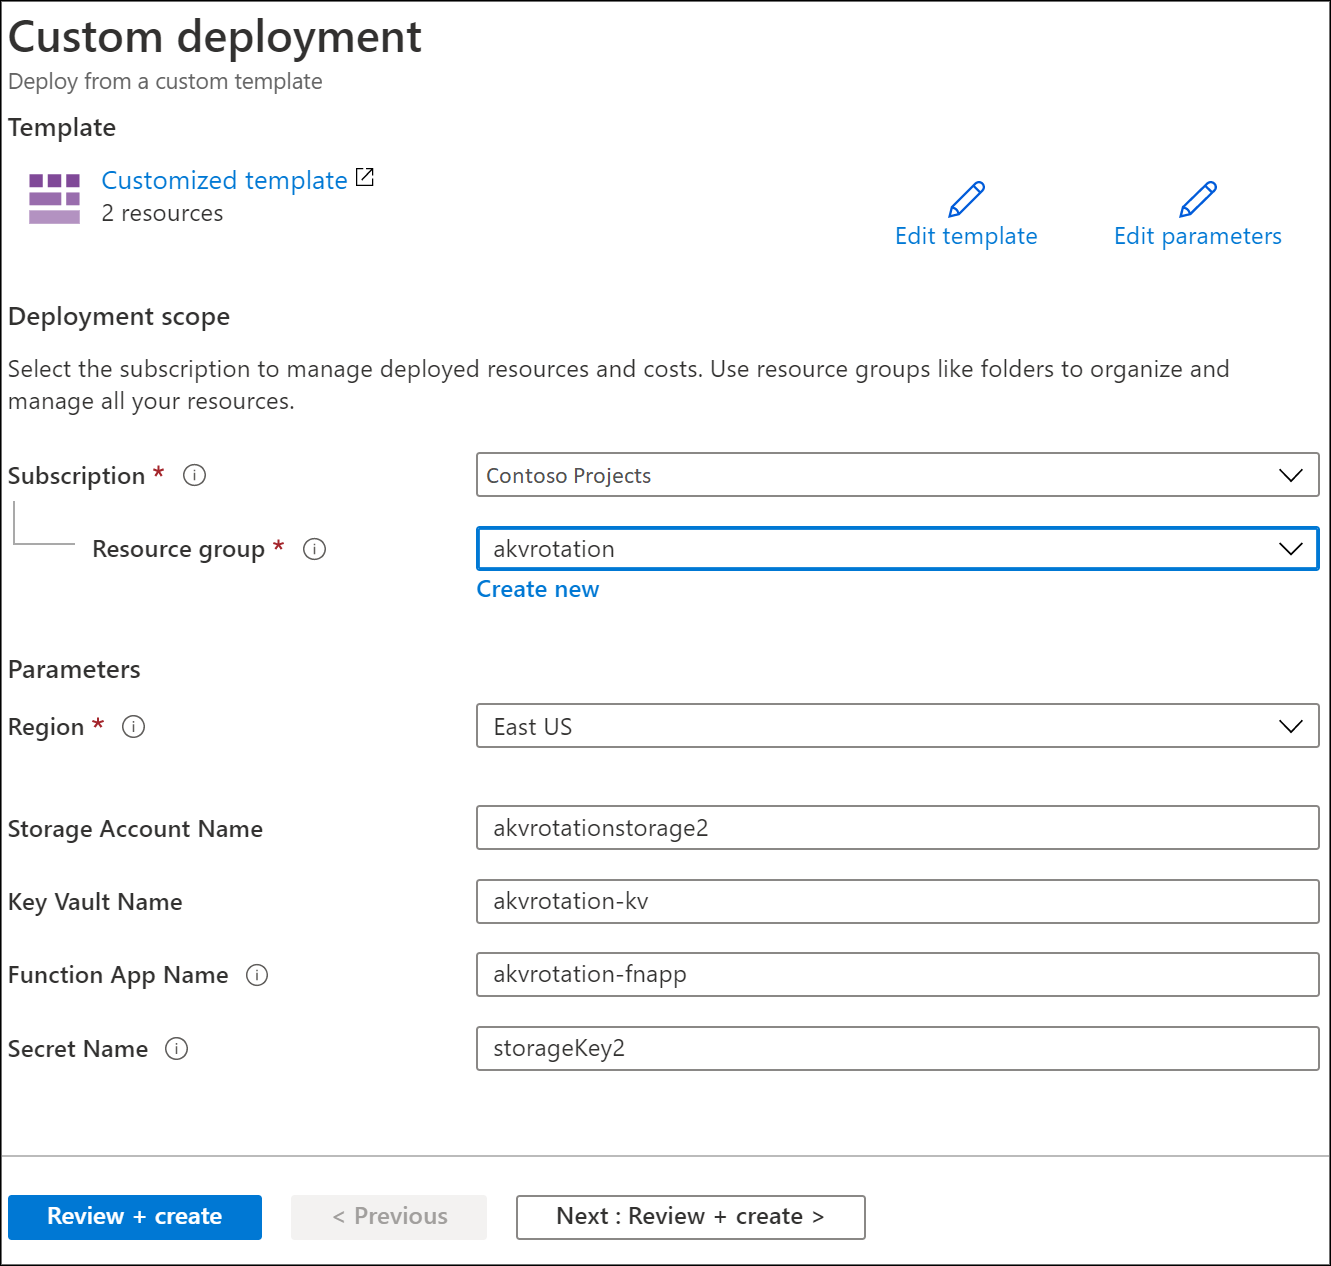 Custom deployment
Deploy from a custom template
Template
Customized template
2 resources
Edit template
Edit parameters
Deployment scope
Select the subscription to manage deployed resources and costs. Use resource groups like folders to organize and
manage all your resources.
Subscription * Contoso Projects
Resource group * akvrotation
Create new
Parameters
Region * East US
Storage Account Name akvrotationstorage2
Key Vault Name akvrotation-kv
Function App Name akvrotation-fnapp
Secret Name storageKey2
Review + create < Previous Next : Review + create >